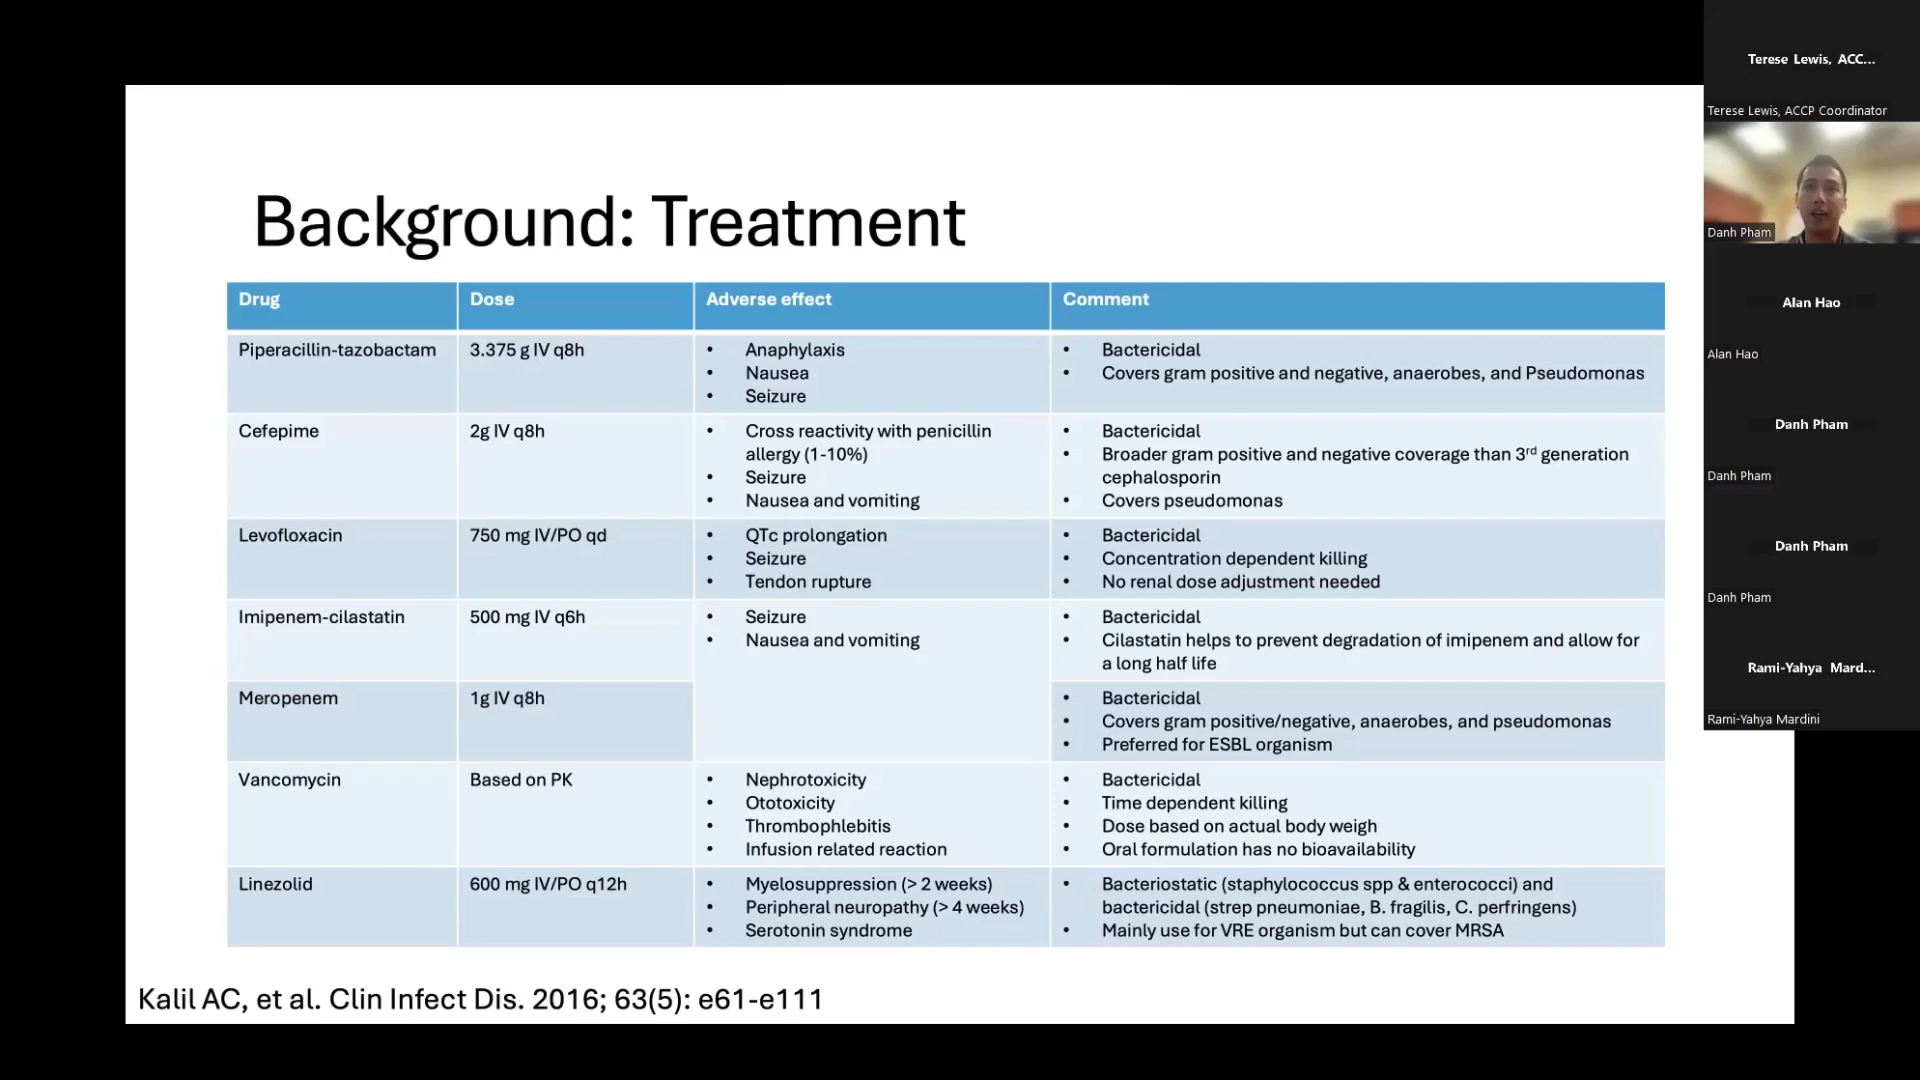 Background: Treatment
Drug
Dose
Adverse effect
Comment
Piperacillin-tazobactam
3.375 g IV q8h
• Anaphylaxis
• Nausea
• Seizure
• Bactericidal
• Covers gram positive and negative, anaerobes, and Pseudomonas
Cefepime
2g IV q8h
• Cross reactivity with penicillin
allergy (1-10%)
• Seizure
• Nausea and vomiting
• Bactericidal
• Broader gram positive and negative coverage than 3rd generation
cephalosporin
• Covers pseudomonas
Levofloxacin
750 mg IV/PO qd
• QTc prolongation
• Seizure
• Tendon rupture
• Bactericidal
• Concentration dependent killing
• No renal dose adjustment needed
Imipenem-cilastatin
500 mg IV q6h
• Seizure
• Nausea and vomiting
• Bactericidal
• Cilastatin helps to prevent degradation of imipenem and allow for
a long half life
Meropenem
1g IV q8h
• Bactericidal
• Covers gram positive/negative, anaerobes, and pseudomonas
• Preferred for ESBL organism
Vancomycin
Based on PK
• Nephrotoxicity
• Ototoxicity
• Thrombophlebitis
• Infusion related reaction
• Bactericidal
• Time dependent killing
• Dose based on actual body weigh
• Oral formulation has no bioavailability
Linezolid
600 mg IV/PO q12h
• Myelosuppression (> 2 weeks)
• Peripheral neuropathy (> 4 weeks)
• Serotonin syndrome
• Bacteriostatic (staphylococcus spp & enterococci) and
bactericidal (strep pneumoniae, B. fragilis, C. perfringens)
• Mainly use for VRE organism but can cover MRSA
Kalil AC, et al. Clin Infect Dis. 2016; 63(5): e61-e111
Terese Lewis, ACC...
Terese Lewis, ACCP Coordinator
Danh Pham
Alan Hao
Alan Hao
Danh Pham
Danh Pham
Danh Pham
Danh Pham
Rami-Yahya Mard...
Rami-Yahya Mardini